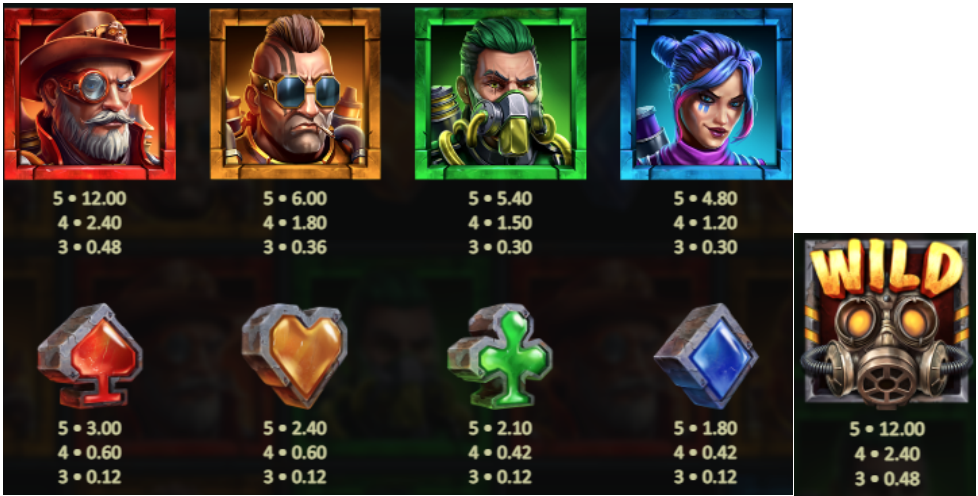 5 • 12.00
4 • 2.40
3 • 0.48
5 • 6.00
4 • 1.80
3 • 0.36
5 • 5.40
4 • 1.50
3 • 0.30
5 • 4.80
4 • 1.20
3 • 0.30
5 • 3.00
4 • 0.60
3 • 0.12
5 • 2.40
4 • 0.60
3 • 0.12
5 • 2.10
4 • 0.42
3 • 0.12
5 • 1.80
4 • 0.42
3 • 0.12
WILD
5 • 12.00
4 • 2.40
3 • 0.48